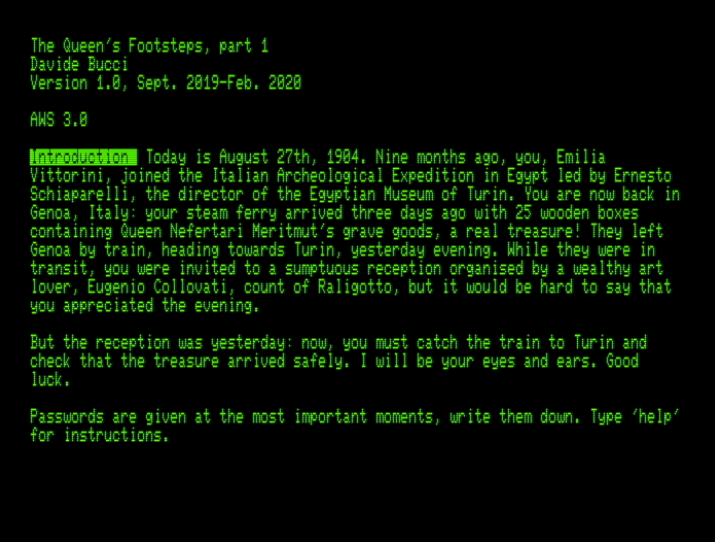 The Queen's Footsteps, part 1
Davide Bucci
Version 1.0, Sept. 2019-Feb. 2020
AWS 3.0
Introduction Today is August 27th, 1904. Nine months ago, you, Emilia
Vittorini, joined the Italian Archeological Expedition in Egypt led by Ernesto
Schiaparelli, the director of the Egyptian Museum of Turin. You are now back in
Genoa, Italy: your steam ferry arrived three days ago with 25 wooden boxes
containing Queen Nefertari Meritmut's grave goods, a real treasure! They left
Genoa by train, heading towards Turin, yesterday evening. While they were in
transit, you were invited to a sumptuous reception organised by a wealthy art
lover, Eugenio Collovati, count of Raligotto, but it would be hard to say that
you appreciated the evening.
But the reception was yesterday: now, you must catch the train to Turin and
check that the treasure arrived safely. I will be your eyes and ears. Good
luck.
Passwords are given at the most important moments, write them down. Type 'help'
for instructions.